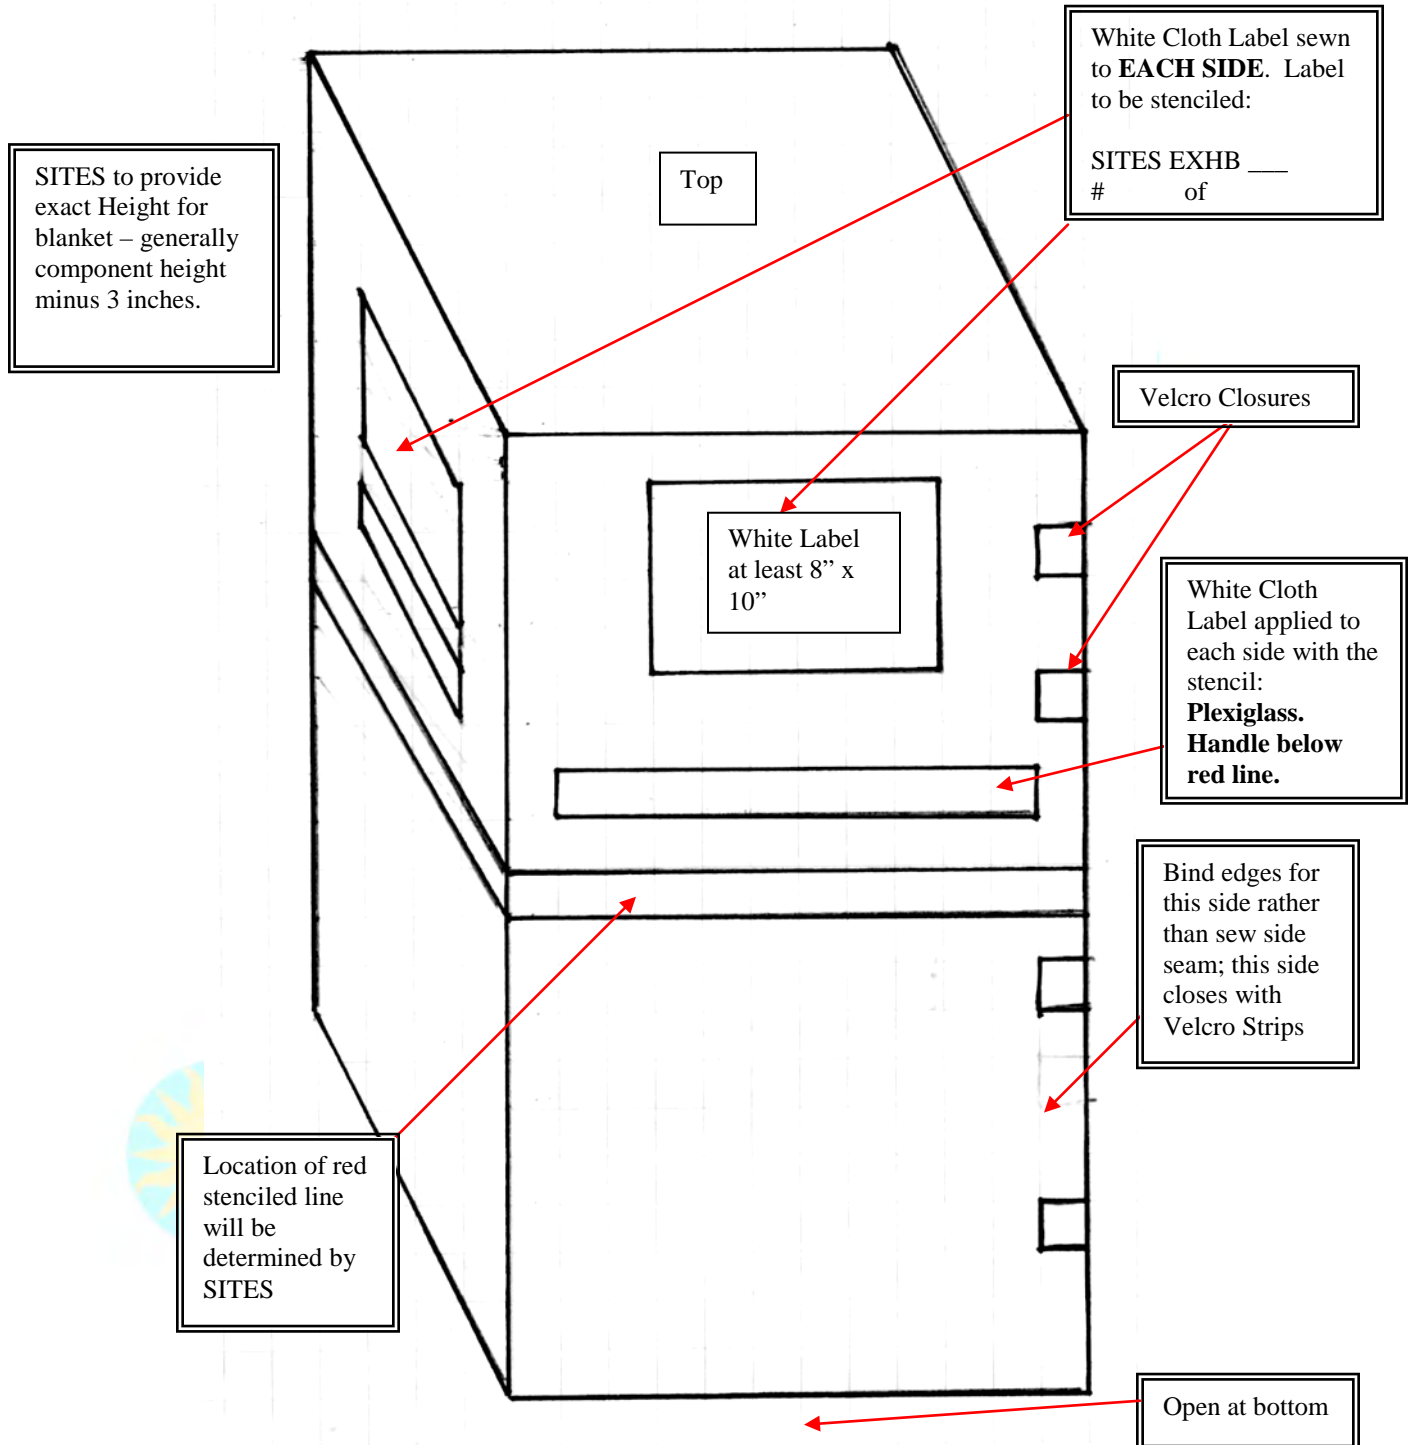 White Cloth Label sewn
to EACH SIDE.  Label
to be stenciled:
SITES EXHB ___
#            of
SITES to provide
exact Height for
blanket – generally
component height
minus 3 inches.
Top
Velcro Closures
White Label
at least 8” x
10”
White Cloth
Label applied to
each side with the
stencil:
Plexiglass.
Handle below
red line.
Bind edges for
this side rather
than sew side
seam; this side
closes with
Velcro Strips
Location of red
stenciled line
will be
determined by
SITES
Open at bottom